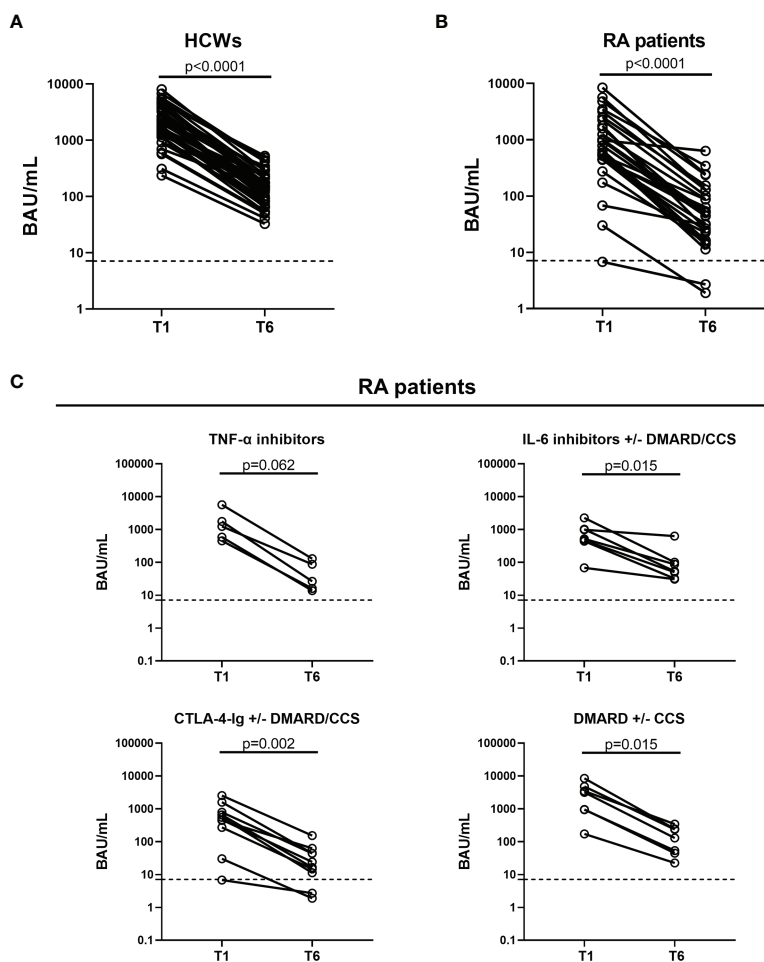 A
HCWs
p<0.0001
10000
1000
100
10
1
BAU/mL
T1 T6
B
RA patients
p<0.0001
10000
1000
100
10
1
BAU/mL
T1 T6
C
RA patients
TNF-α inhibitors
p=0.062
100000
10000
1000
100
10
1
0.1
BAU/mL
T1 T6
IL-6 inhibitors +/- DMARD/CCS
p=0.015
100000
10000
1000
100
10
1
0.1
BAU/mL
T1 T6
CTLA-4-Ig +/- DMARD/CCS
p=0.002
100000
10000
1000
100
10
1
0.1
BAU/mL
T1 T6
DMARD +/- CCS
p=0.015
100000
10000
1000
100
10
1
0.1
BAU/mL
T1 T6